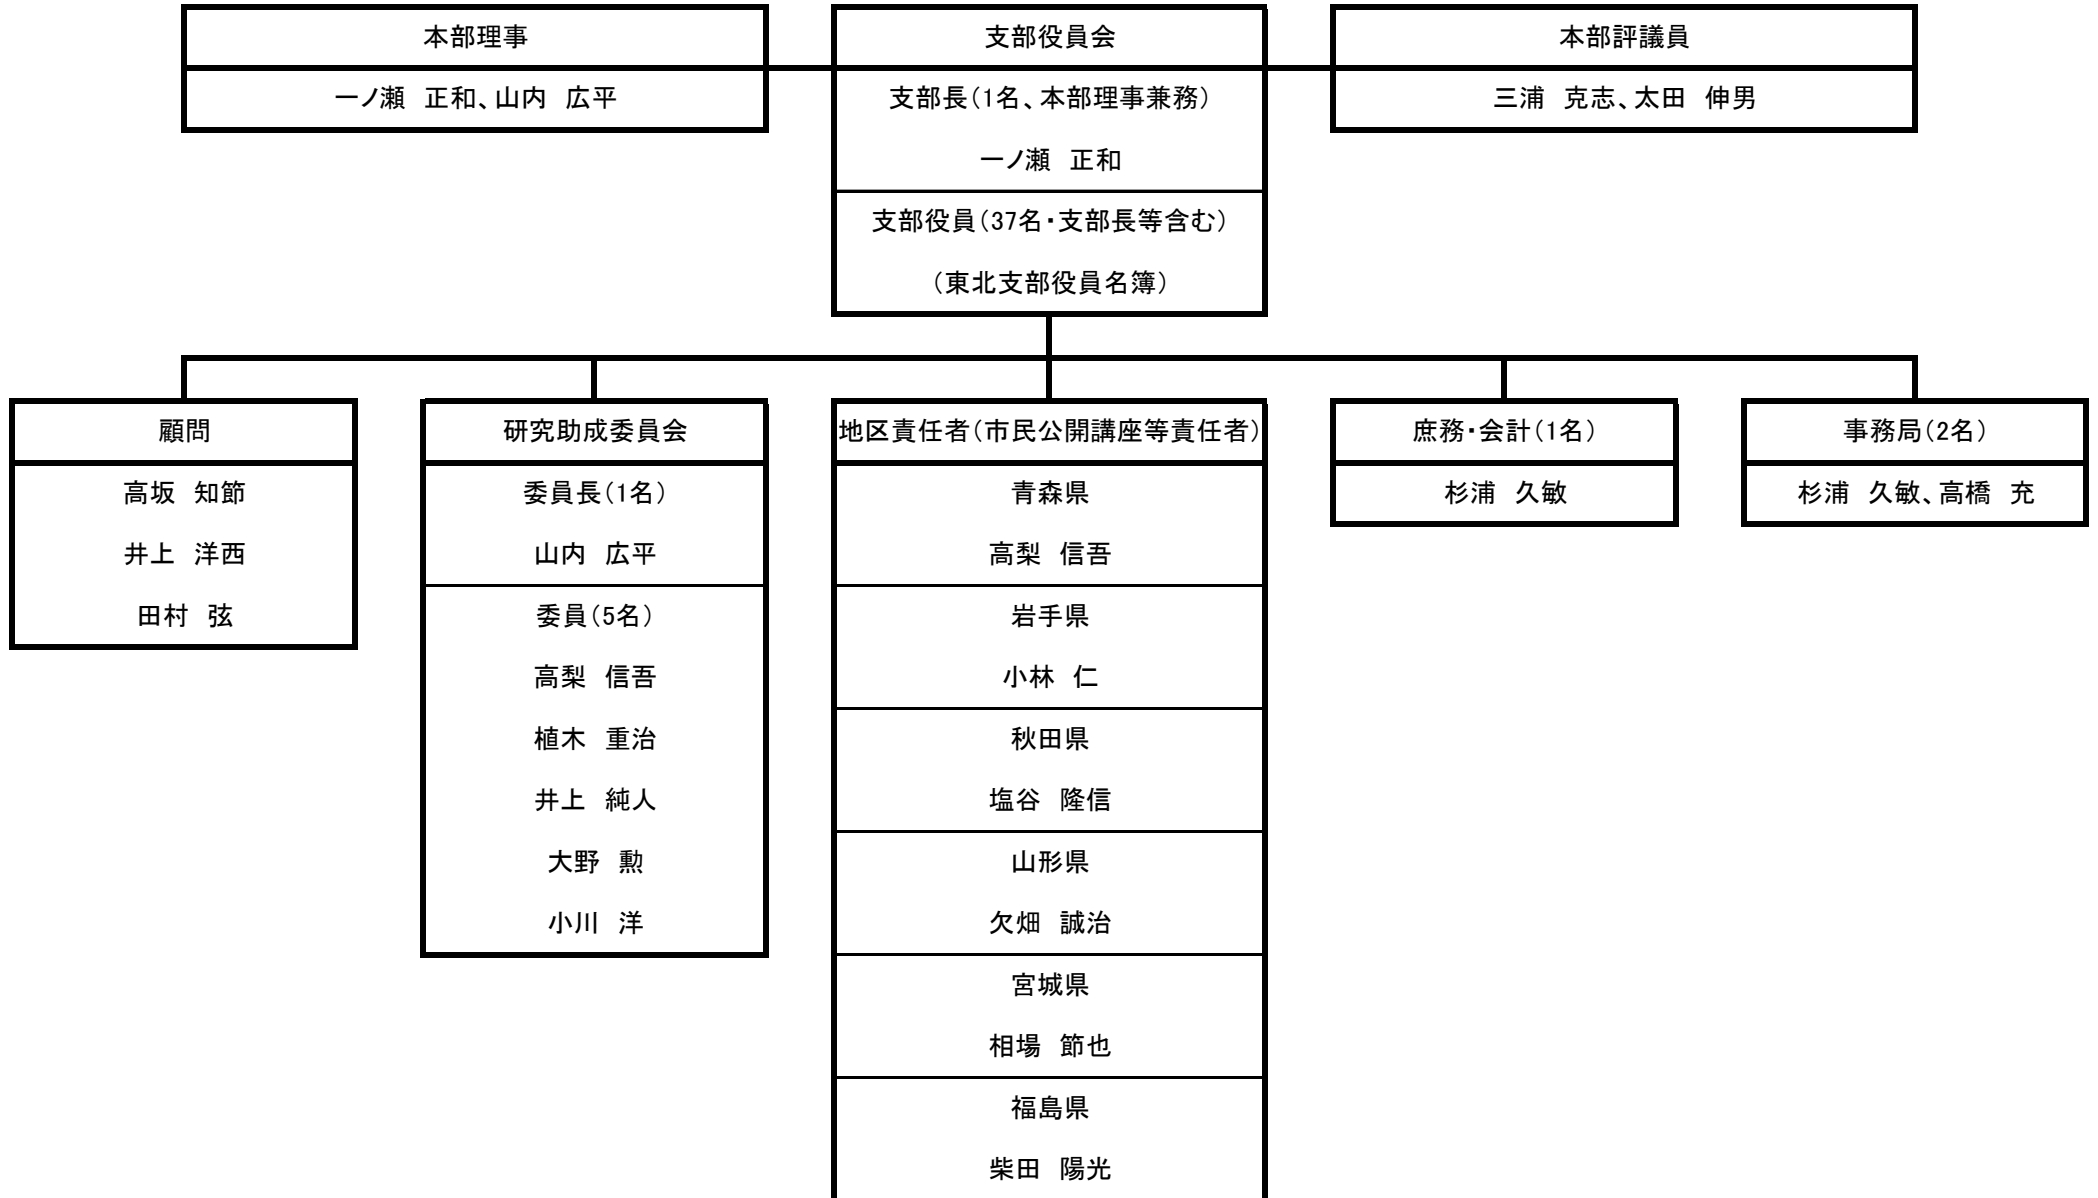 本部理事
一ノ瀬　正和、山内　広平
支部役員会
支部長（1名、本部理事兼務）
一ノ瀬　正和
支部役員（37名・支部長等含む）
（東北支部役員名簿）
本部評議員
三浦　克志、太田　伸男
顧問
高坂　知節
井上　洋西
田村　弦
研究助成委員会
委員長（1名）
山内　広平
委員（5名）
高梨　信吾
植木　重治
井上　純人
大野　勲
小川　洋
地区責任者（市民公開講座等責任者）
青森県
高梨　信吾
岩手県
小林　仁
秋田県
塩谷　隆信
山形県
欠畑　誠治
宮城県
相場　節也
福島県
柴田　陽光
庶務・会計（1名）
杉浦　久敏
事務局（2名）
杉浦　久敏、高橋　充